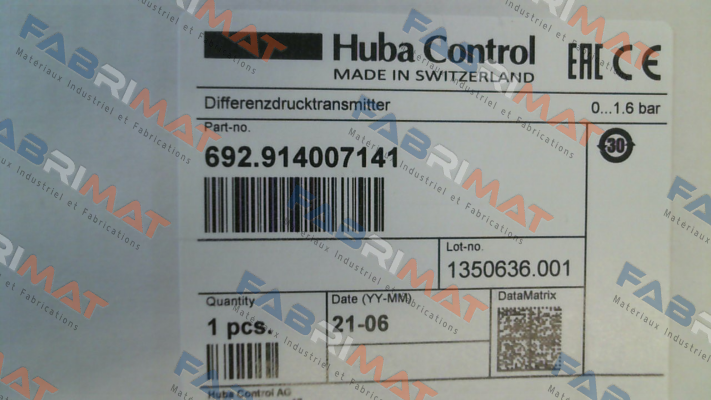 Huba Control
MADE IN SWITZERLAND
EAC CE
Differenzdrucktransmitter
0...1.6 bar
Part-no.
692.914007141
30
Lot-no.
1350636.001
Quantity
1 pcs.
Date (YY-MM)
21-06
DataMatrix
Huba Control AG
FABRIMAT
Materiaux Industriel et Fabrications